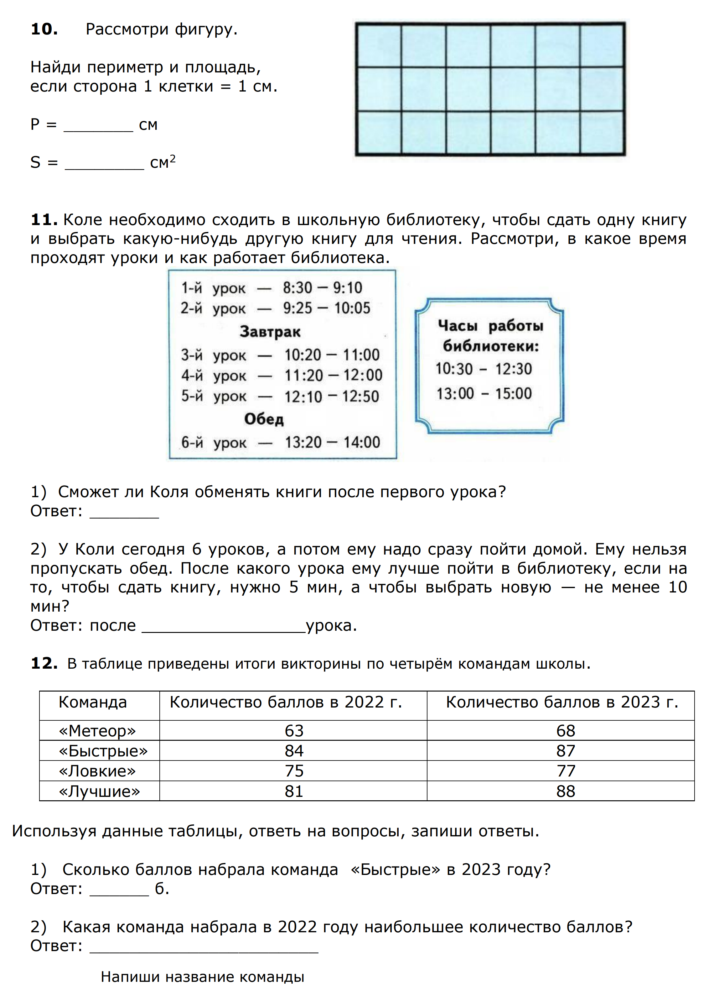 10. Рассмотри фигуру.
Найди периметр и площадь,
если сторона 1 клетки = 1 см.
P = _______ см
S = ________ см²
11. Коле необходимо сходить в школьную библиотеку, чтобы сдать одну книгу
и выбрать какую-нибудь другую книгу для чтения. Рассмотри, в какое время
проходят уроки и как работает библиотека.
1-й урок — 8:30 – 9:10
2-й урок — 9:25 – 10:05
Завтрак
3-й урок — 10:20 – 11:00
4-й урок — 11:20 – 12:00
5-й урок — 12:10 – 12:50
Обед
6-й урок — 13:20 – 14:00
Часы работы
библиотеки:
10:30 – 12:30
13:00 – 15:00
1) Сможет ли Коля обменять книги после первого урока?
Ответ: _______
2) У Коли сегодня 6 уроков, а потом ему надо сразу пойти домой. Ему нельзя
пропускать обед. После какого урока ему лучше пойти в библиотеку, если на
то, чтобы сдать книгу, нужно 5 мин, а чтобы выбрать новую — не менее 10
мин?
Ответ: после ________________урока.
12. В таблице приведены итоги викторины по четырём командам школы.
Команда Количество баллов в 2022 г. Количество баллов в 2023 г.
«Метеор» 63 68
«Быстрые» 84 87
«Ловкие» 75 77
«Лучшие» 81 88
Используя данные таблицы, ответь на вопросы, запиши ответы.
1) Сколько баллов набрала команда «Быстрые» в 2023 году?
Ответ: ______ б.
2) Какая команда набрала в 2022 году наибольшее количество баллов?
Ответ: _______________________
Напиши название команды